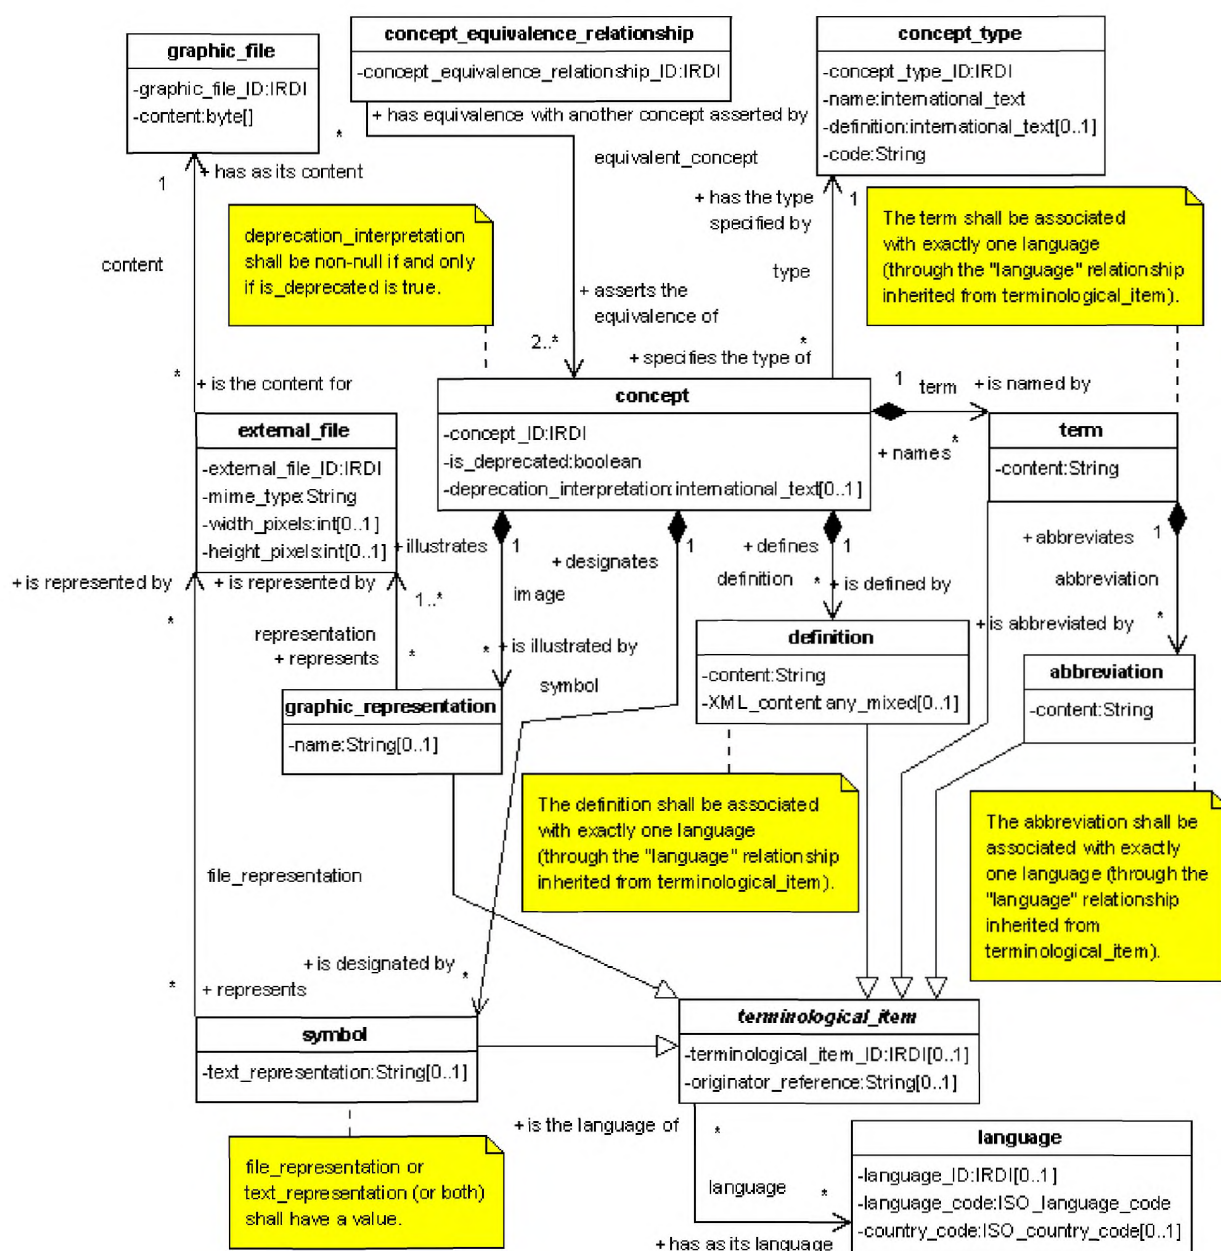 graphic_file
-graphic_file_ID:IRDI
-content:byte[]
concept_equivalence_relationship
-concept_equivalence_relationship_ID:IRDI
concept_type
-concept_type_ID:IRDI
-name:international_text
-definition:international_text[0..1]
-code:String
*
+ has equivalence with another concept asserted by
equivalent_concept
1
+ has as its content
+ has the type
specified by
1
content
type
deprecation_interpretation
shall be non-null if and only
if is_deprecated is true.
The term shall be associated
with exactly one language
(through the "language" relationship
inherited from terminological_item).
+ asserts the
equivalence of
2..*
*
+ specifies the type of
*
+ is the content for
concept
-concept_ID:IRDI
-is_deprecated:boolean
-deprecation_interpretation:international_text[0..1]
1
term
+ is named by
+ names
*
term
-content:String
external_file
-external_file_ID:IRDI
-mime_type:String
-width_pixels:int[0..1]
-height_pixels:int[0..1]
+ illustrates
1
+ designates
1
+ defines
1
+ abbreviates
1
+ is represented by
+ is represented by
image
definition
*
+ is defined by
abbreviation
*
1..*
*
+ is abbreviated by
representation
+ represents
*
*
+ is illustrated by
symbol
definition
-content:String
-XML_content:any_mixed[0..1]
abbreviation
-content:String
graphic_representation
-name:String[0..1]
The definition shall be associated
with exactly one language
(through the "language" relationship
inherited from terminological_item).
The abbreviation shall be
associated with exactly
one language (through the
"language" relationship
inherited from
terminological_item).
file_representation
+ is designated by
*
*
+ represents
symbol
-text_representation:String[0..1]
terminological_item
-terminological_item_ID:IRDI[0..1]
-originator_reference:String[0..1]
+ is the language of
*
file_representation or
text_representation (or both)
shall have a value.
language
*
+ has as its language
language
-language_ID:IRDI[0..1]
-language_code:ISO_language_code
-country_code:ISO_country_code[0..1]